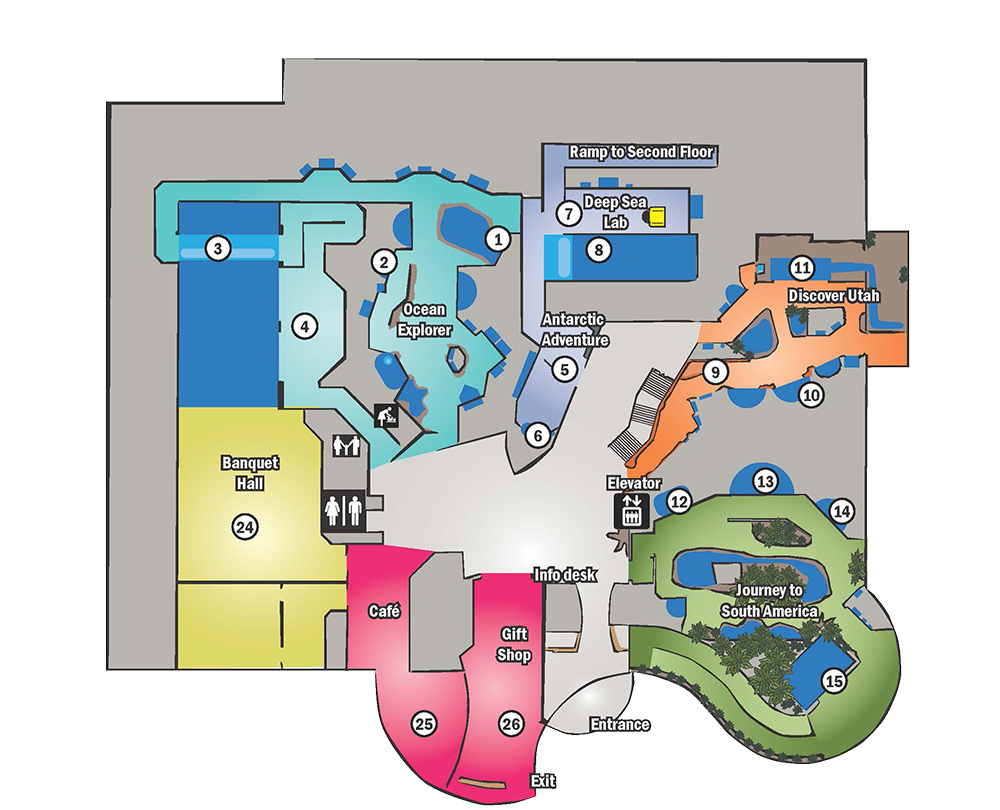 Ramp to Second Floor
7
Deep Sea
Lab
8
1
3
2
11
Discover Utah
Ocean
Explorer
4
Antarctic
Adventure
5
9
10
6
Banquet
Hall
24
Elevator
12
13
14
Info desk
Journey to
South America
Café
Gift
Shop
15
25
26
Entrance
Exit